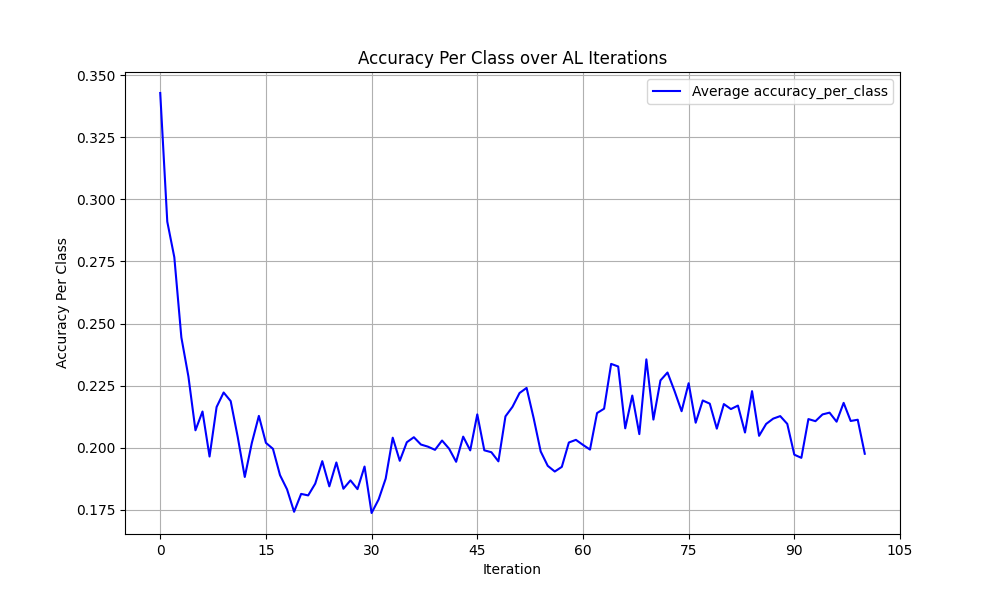 Accuracy Per Class over AL Iterations
Average accuracy_per_class
Accuracy Per Class
0.350
0.325
0.300
0.275
0.250
0.225
0.200
0.175
0 15 30 45 60 75 90 105
Iteration